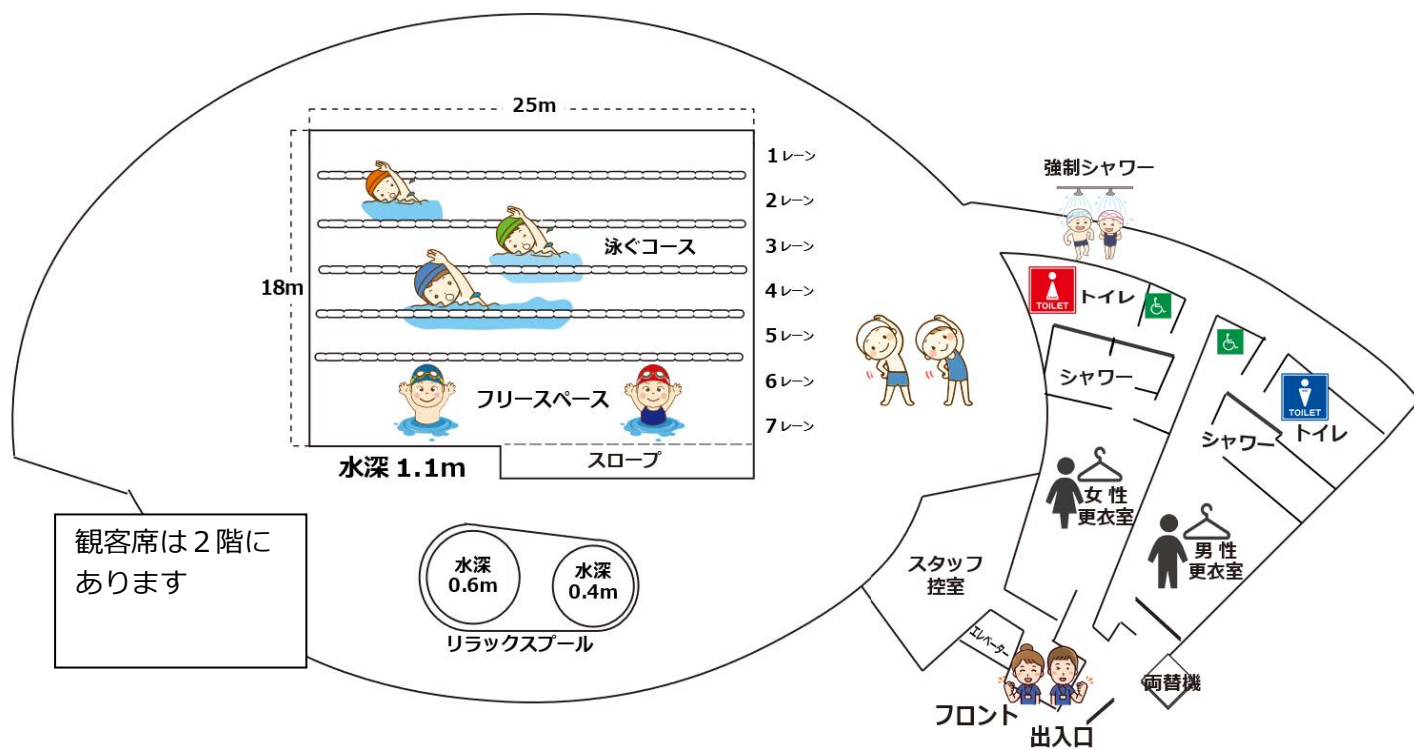 25m
18m
1レーン
2レーン
3レーン
4レーン
5レーン
6レーン
7レーン
泳ぐコース
フリースペース
水深 1.1m
スロープ
観客席は２階に
あります
水深
0.6m
水深
0.4m
リラックスプール
強制シャワー
TOILET
トイレ
シャワー
女 性
更衣室
TOILET
トイレ
シャワー
男 性
更衣室
スタッフ
控室
エレベーター
フロント
出入口
両替機